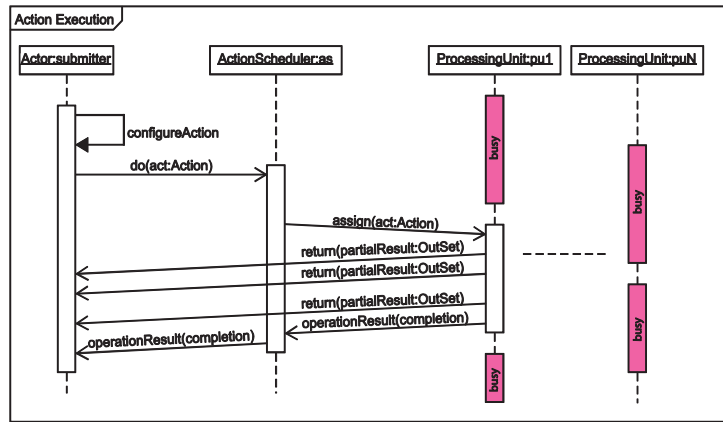 Action Execution
Actor:submitter
ActionScheduler:as
ProcessingUnit:pu1
ProcessingUnit:puN
configureAction
do(act:Action)
assign(act:Action)
return(partialResult:OutSet)
return(partialResult:OutSet)
return(partialResult:OutSet)
operationResult(completion)
operationResult(completion)
busy
busy
busy
busy